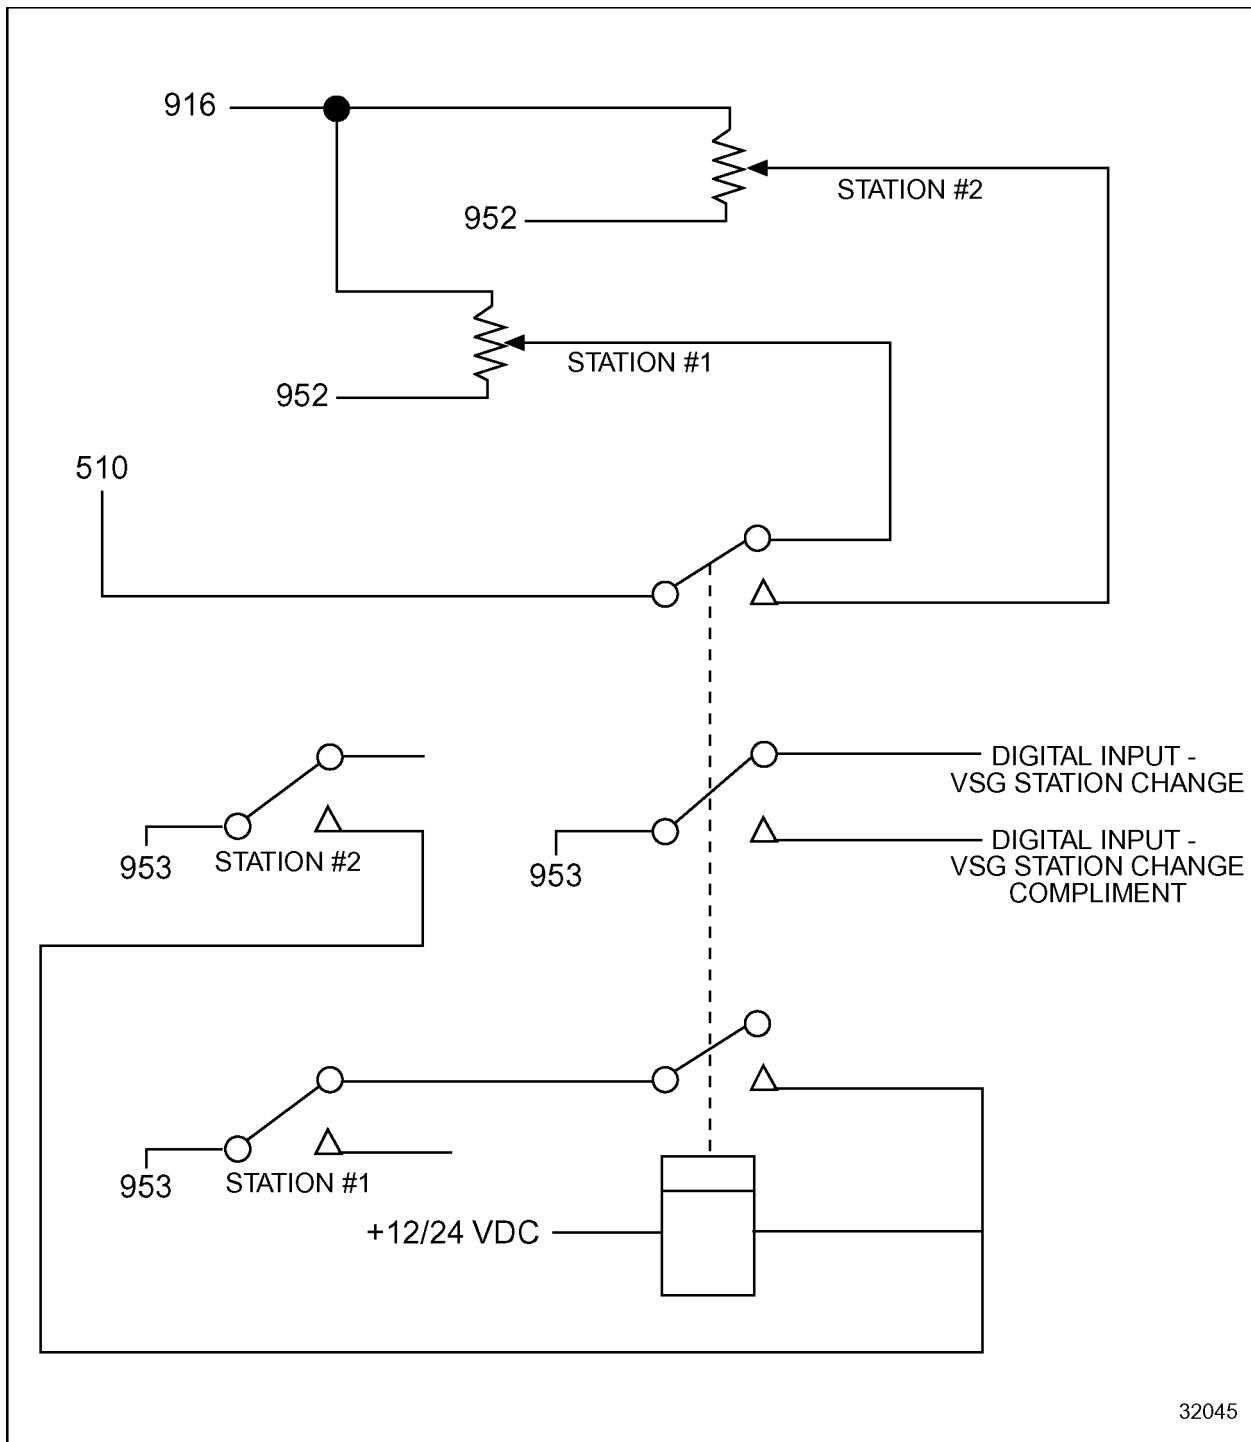 916
STATION #2
952
STATION #1
952
510
DIGITAL INPUT -
VSG STATION CHANGE
953
STATION #2
953
DIGITAL INPUT -
VSG STATION CHANGE
COMPLIMENT
953
STATION #1
+12/24 VDC
32045